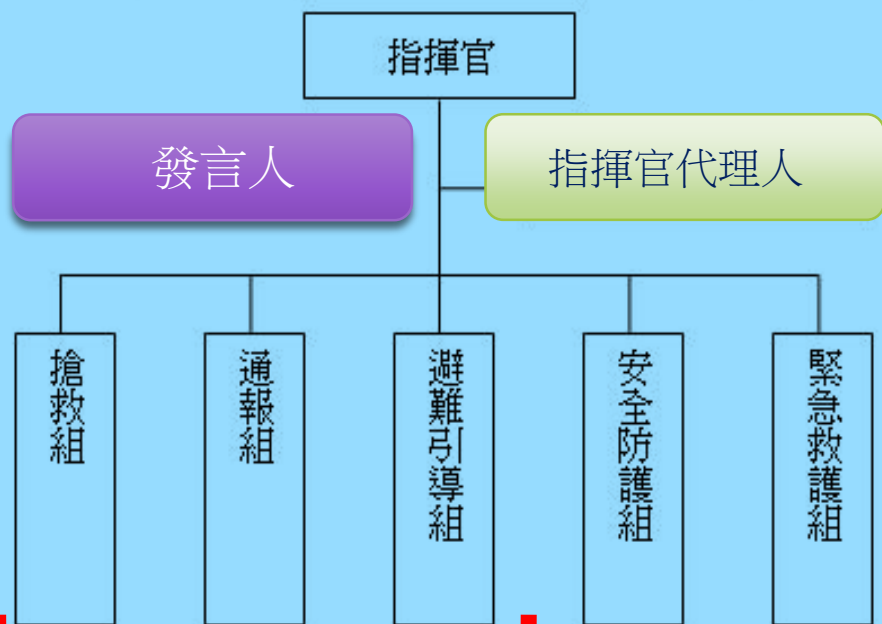 指揮官
發言人
指揮官代理人
搶救組
通報組
避難引導組
安全防護組
緊急救護組